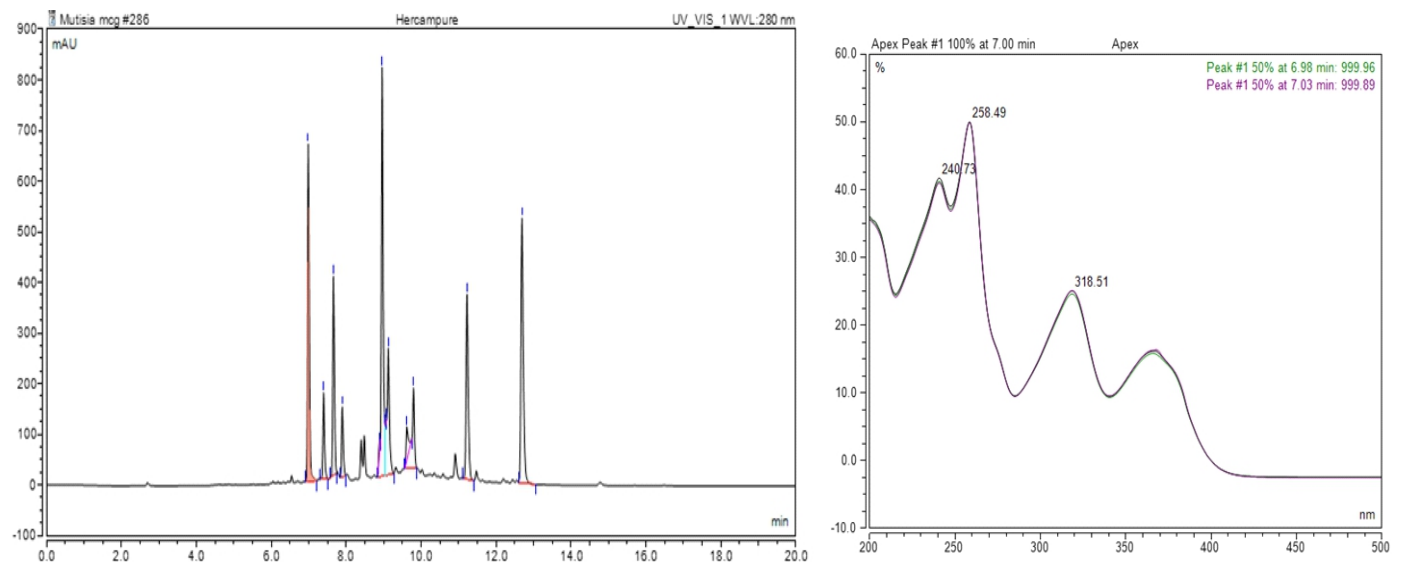 Mutisia mcg #286 Hercampure UV_VIS_1 WVL:280 nm
900
mAU
800
700
600
500
400
300
200
100
0
-100
min
0.0 2.0 4.0 6.0 8.0 10.0 12.0 14.0 16.0 18.0 20.0
Apex Peak #1 100% at 7.00 min Apex
60.0
%
Peak #1 50% at 6.98 min: 999.96
Peak #1 50% at 7.03 min: 999.89
258.49
50.0
240.73
40.0
30.0
318.51
20.0
10.0
0.0
-10.0
nm
200 250 300 350 400 450 500